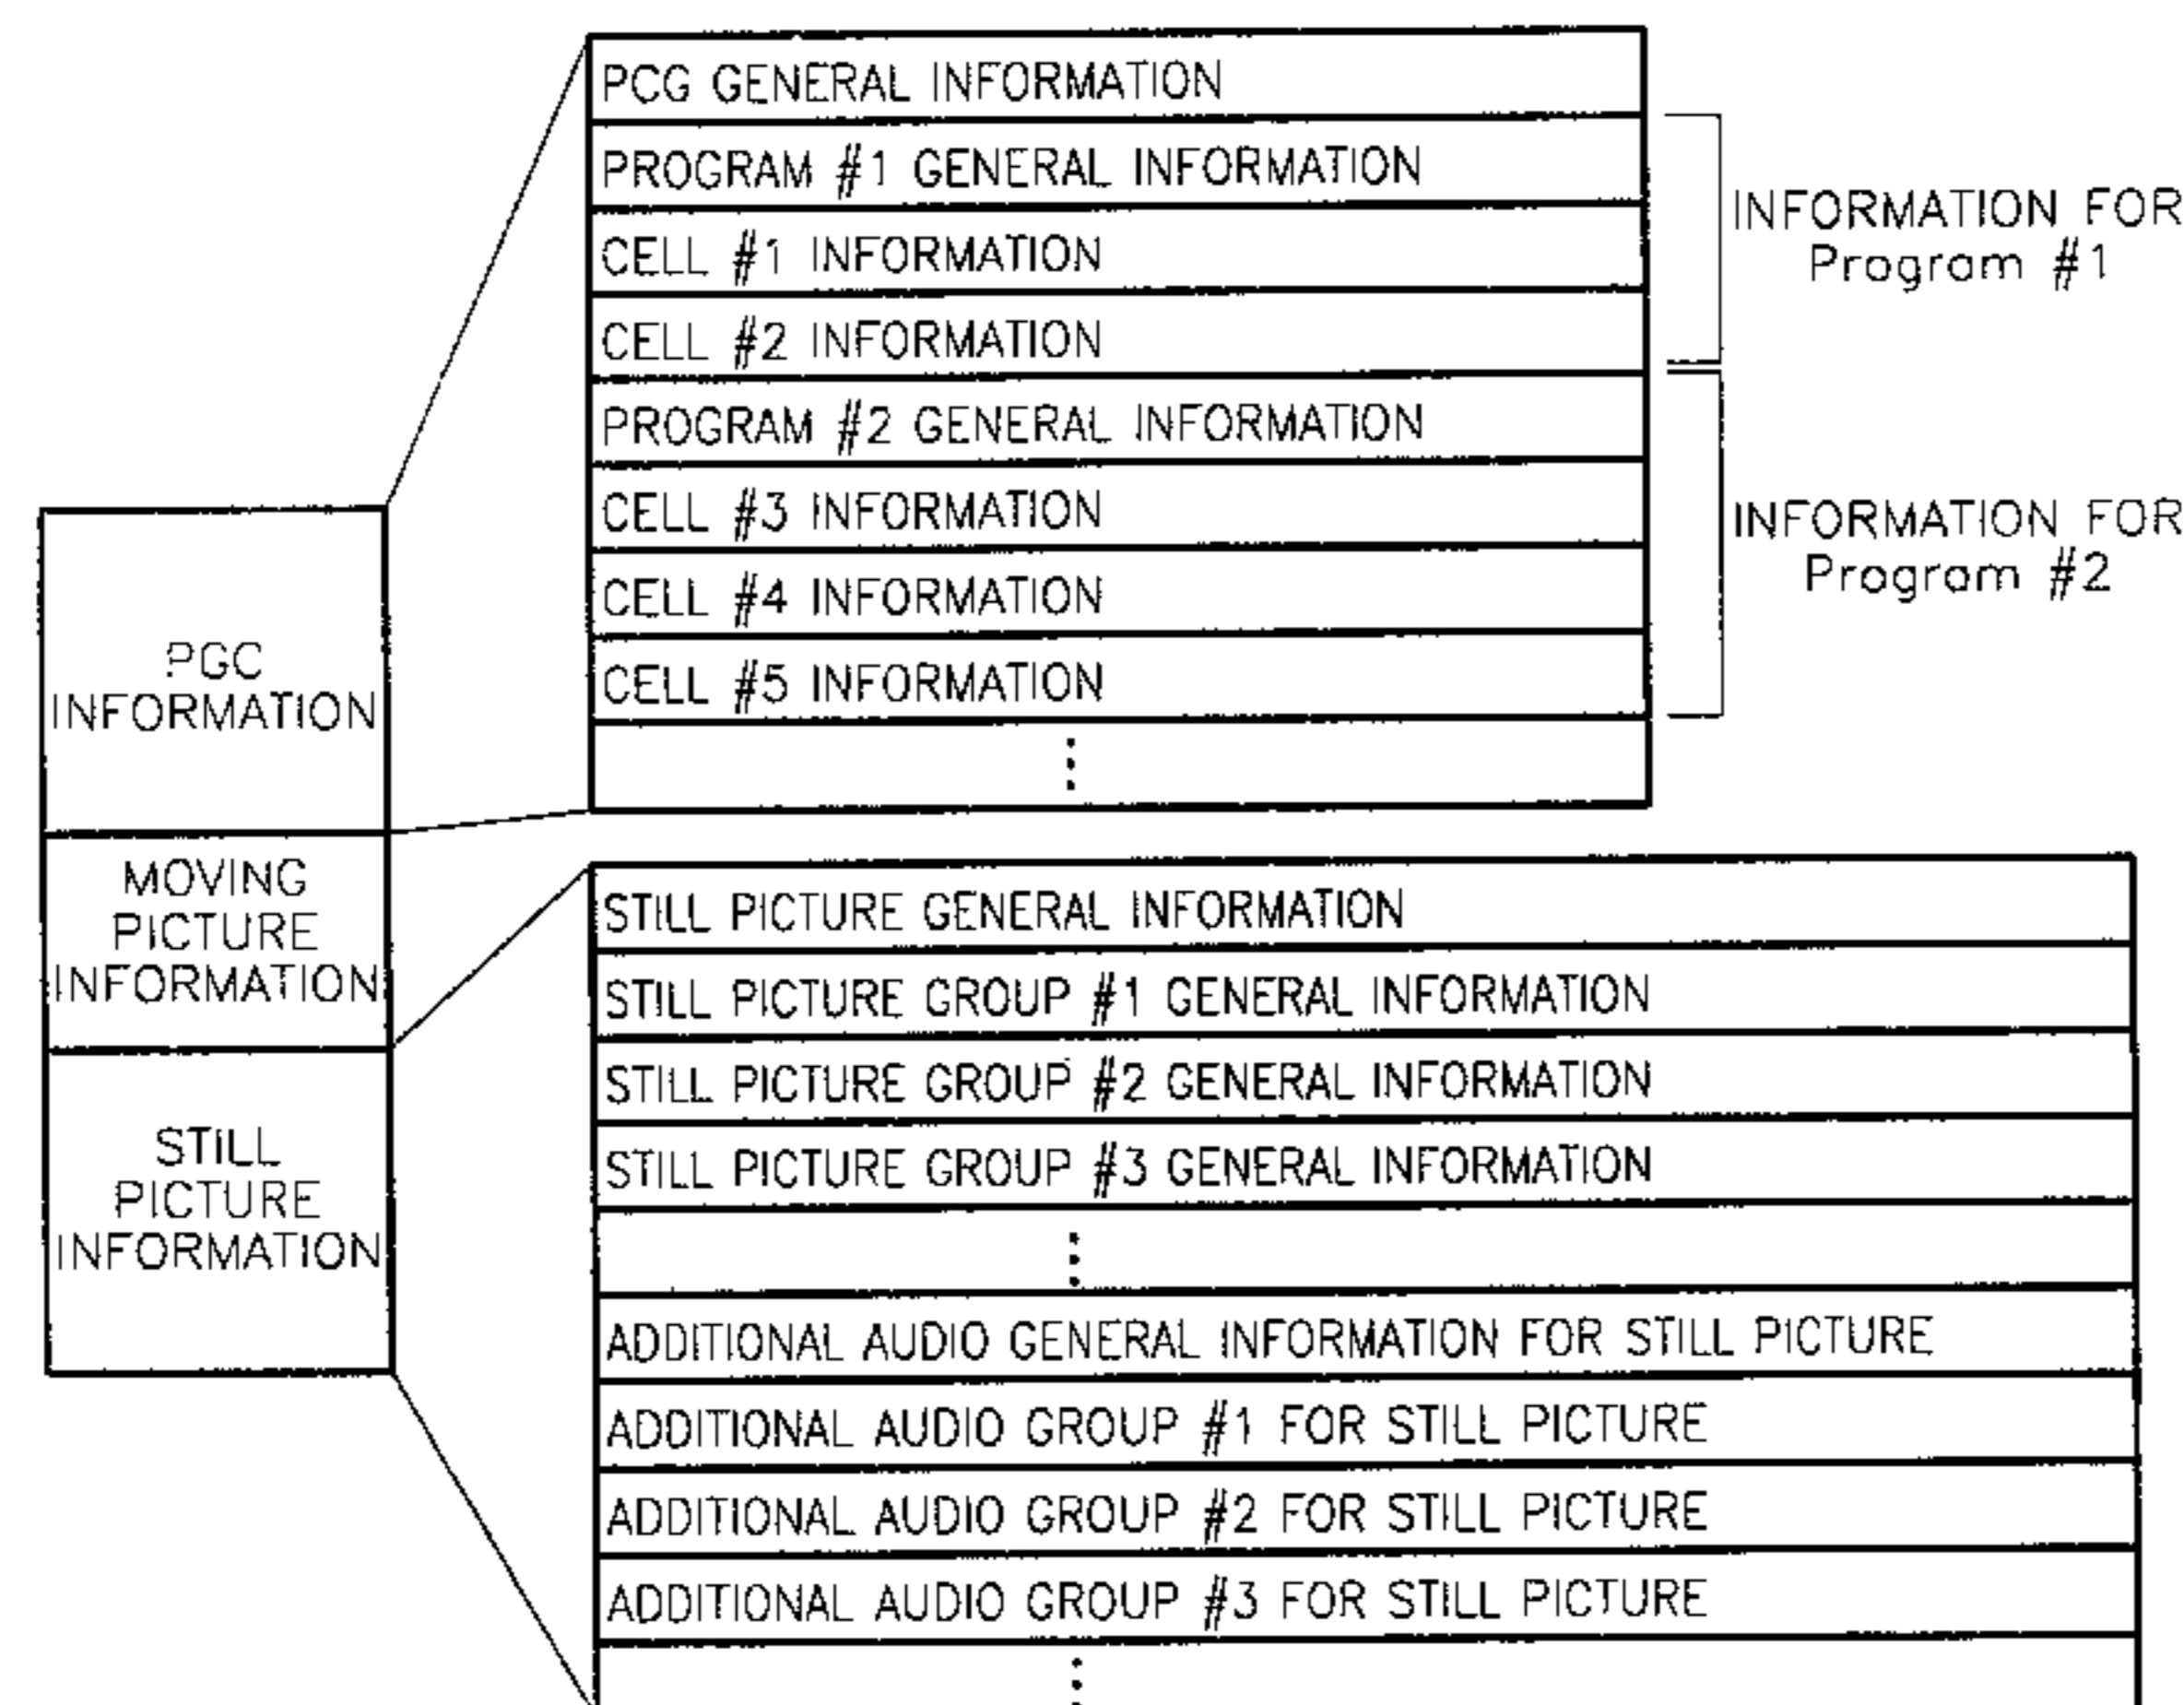 PCG GENERAL INFORMATION
PROGRAM #1 GENERAL INFORMATION
CELL #1 INFORMATION
CELL #2 INFORMATION
PROGRAM #2 GENERAL INFORMATION
CELL #3 INFORMATION
CELL #4 INFORMATION
CELL #5 INFORMATION
INFORMATION FOR
Program #1
INFORMATION FOR
Program #2
PGC
INFORMATION
MOVING
PICTURE
INFORMATION
STILL
PICTURE
INFORMATION
STILL PICTURE GENERAL INFORMATION
STILL PICTURE GROUP #1 GENERAL INFORMATION
STILL PICTURE GROUP #2 GENERAL INFORMATION
STILL PICTURE GROUP #3 GENERAL INFORMATION
ADDITIONAL AUDIO GENERAL INFORMATION FOR STILL PICTURE
ADDITIONAL AUDIO GROUP #1 FOR STILL PICTURE
ADDITIONAL AUDIO GROUP #2 FOR STILL PICTURE
ADDITIONAL AUDIO GROUP #3 FOR STILL PICTURE